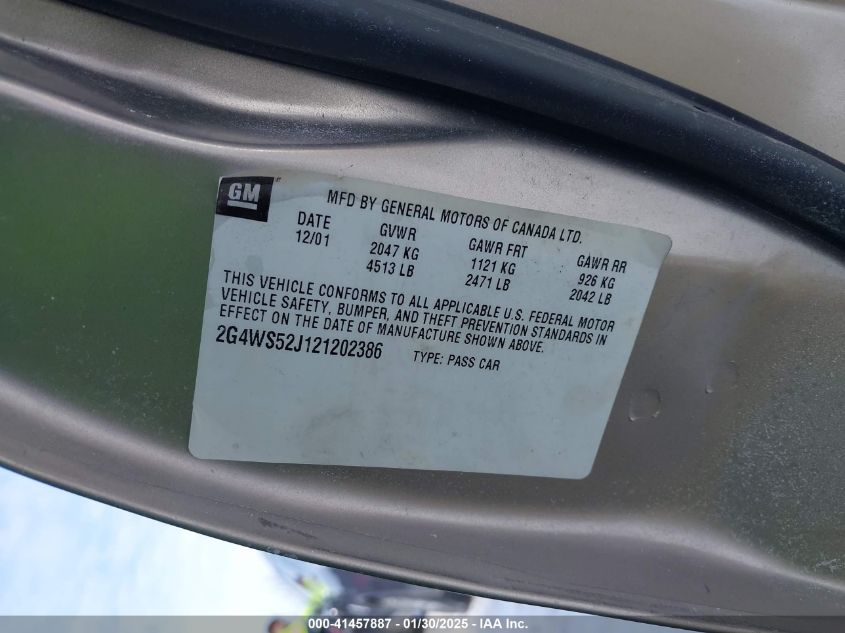 GM
MFD BY GENERAL MOTORS OF CANADA LTD.
DATE GVWR GAWR FRT GAWR RR
12/01 2047 KG 1121 KG 926 KG
4513 LB 2471 LB 2042 LB
THIS VEHICLE CONFORMS TO ALL APPLICABLE U.S. FEDERAL MOTOR
VEHICLE SAFETY, BUMPER, AND THEFT PREVENTION STANDARDS IN
EFFECT ON THE DATE OF MANUFACTURE SHOWN ABOVE.
2G4WS52J121202386 TYPE: PASS CAR
000-41457887 - 01/30/2025 - IAA Inc.